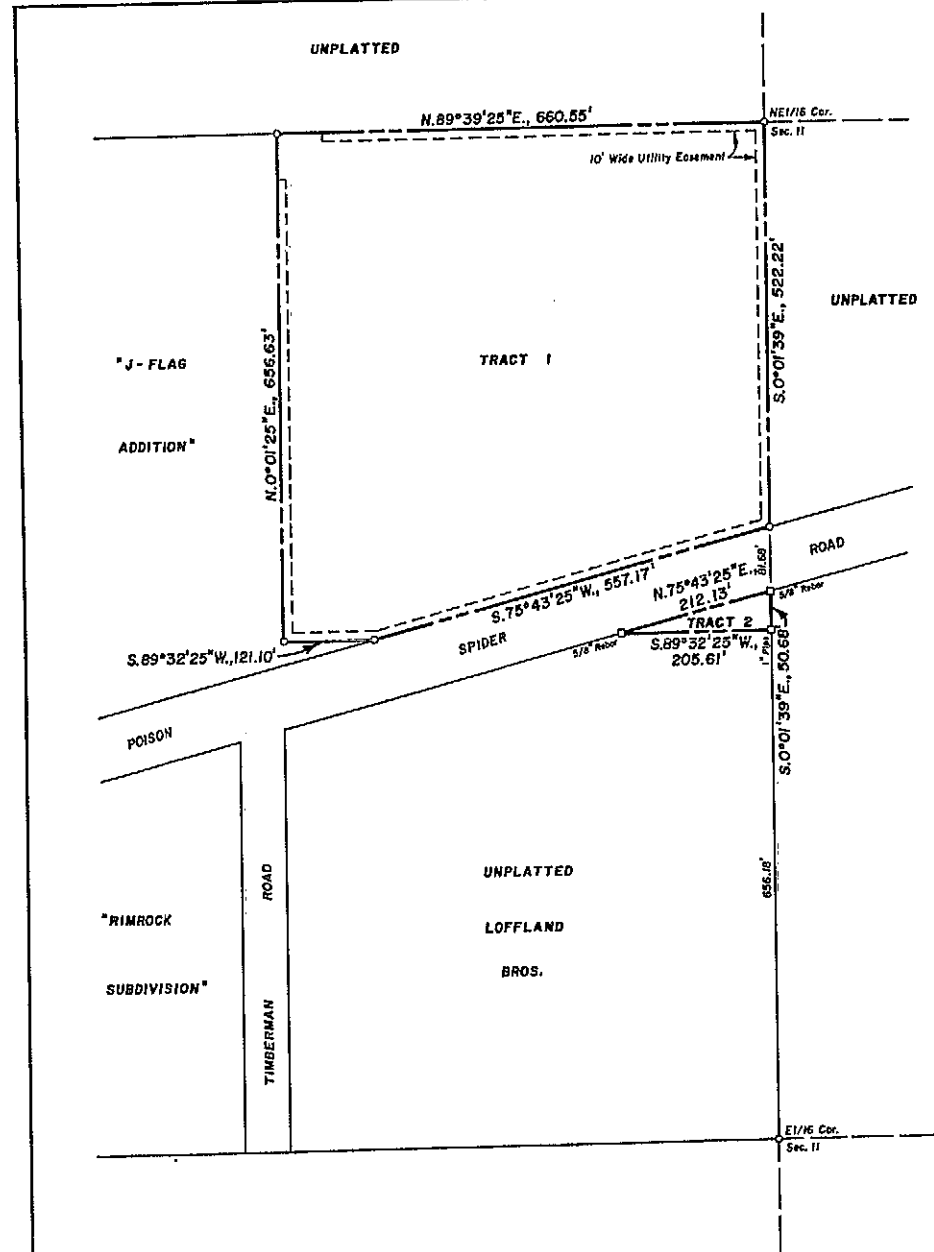 UNPLATTED
N.89°39'25"E., 660.55'
NE1/16 Cor.
Sec. 11
10' Wide Utility Easement
S.0°01'39"E., 522.22'
UNPLATTED
"J-FLAG
ADDITION"
N.0°01'25"E., 656.63'
TRACT 1
S.75°43'25"W., 557.17'
N.75°43'25"E.,
212.13'
81.68'
ROAD
5/8" Rebar
TRACT 2
S.89°32'25"W.,
205.61'
1" Pipe
S.0°01'39"E., 50.68'
5/8" Rebar
SPIDER
S.89°32'25"W., 121.10'
POISON
656.18'
UNPLATTED
LOFFLAND
BROS.
"RIMROCK
SUBDIVISION"
TIMBERMAN ROAD
E1/16 Cor.
Sec. 11